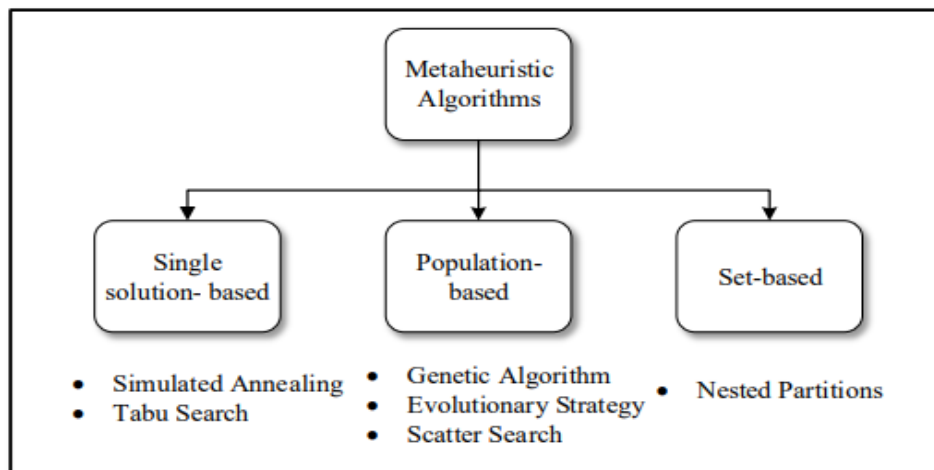 Metaheuristic
Algorithms
Single
solution- based
Population-
based
Set-based
• Simulated Annealing
• Tabu Search
• Genetic Algorithm
• Evolutionary Strategy
• Scatter Search
• Nested Partitions